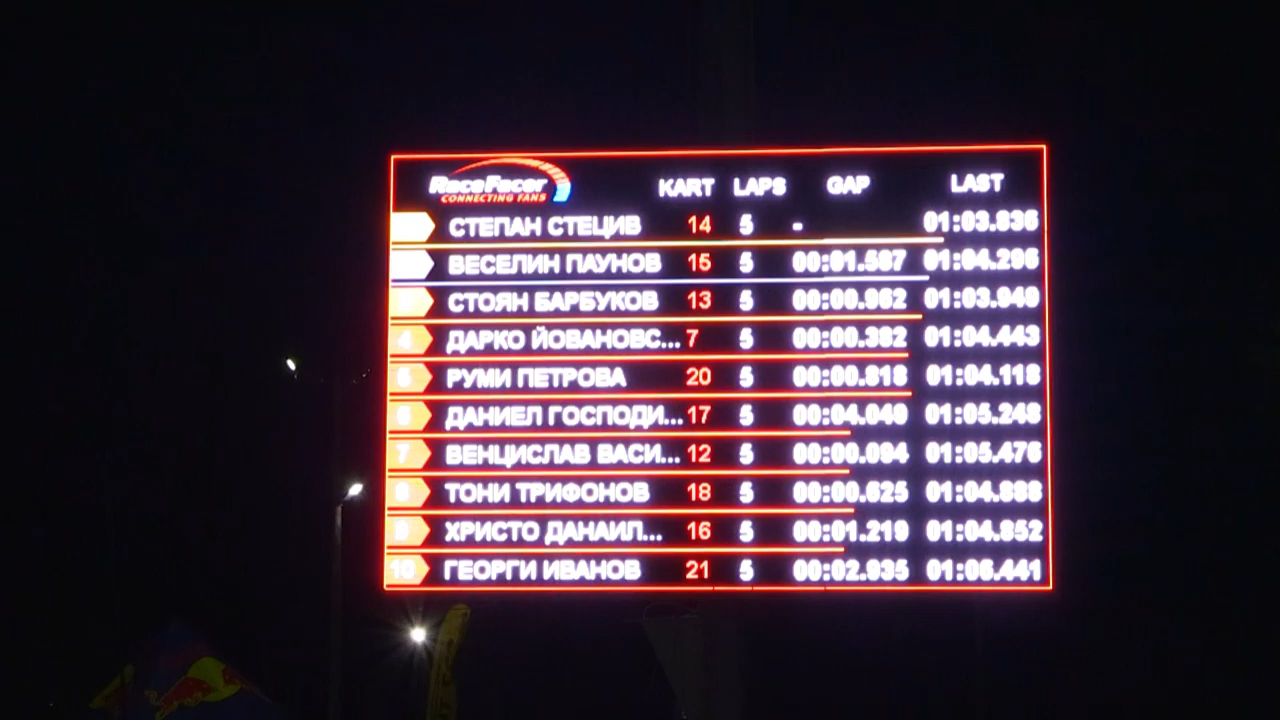 RaceFacer KART LAPS GAP LAST
CONNECTING FANS
СТЕПАН СТЕЦИВ 14 5 - 01:03.836
ВЕСЕЛИН ПАУНОВ 15 5 00:01.587 01:04.296
3 СТОЯН БАРБУКОВ 13 5 00:00.962 01:03.949
4 ДАРКО ЙОВАНОВС... 7 5 00:00.382 01:04.443
5 РУМИ ПЕТРОВА 20 5 00:00.818 01:04.118
6 ДАНИЕЛ ГОСПОДИ... 17 5 00:04.049 01:05.248
7 ВЕНЦИСЛАВ ВАСИ... 12 5 00:00.094 01:05.476
8 ТОНИ ТРИФОНОВ 18 5 00:00.625
9 ХРИСТО ДАНАИЛ... 16 5 00:01.219 01:04.852
10 ГЕОРГИ ИВАНОВ 21 5 00:02.935 01:06.441